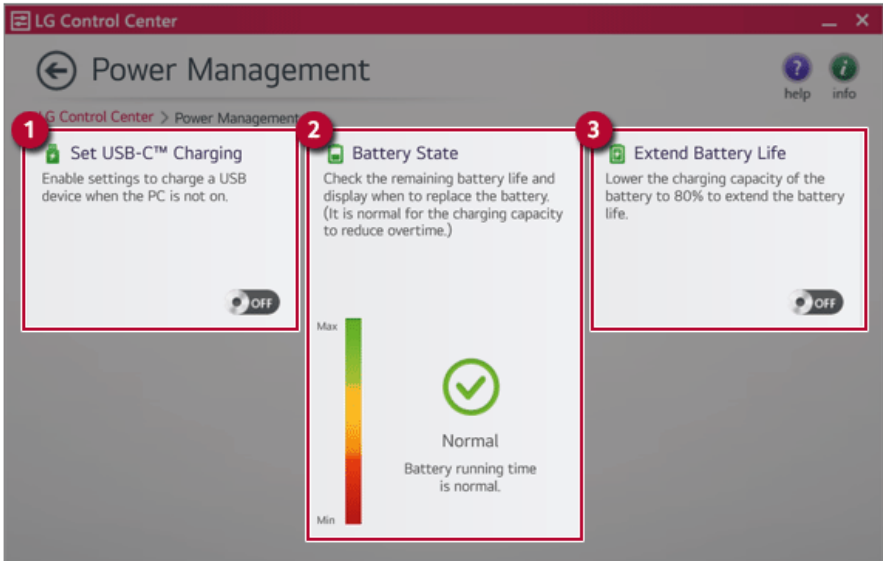 LG Control Center
Power Management
help
info
LG Control Center > Power Management
1
Set USB-C™ Charging
Enable settings to charge a USB
device when the PC is not on.
OFF
2
Battery State
Check the remaining battery life and
display when to replace the battery.
(It is normal for the charging capacity
to reduce overtime.)
Max
Normal
Battery running time
is normal.
Min
3
Extend Battery Life
Lower the charging capacity of the
battery to 80% to extend the battery
life.
OFF